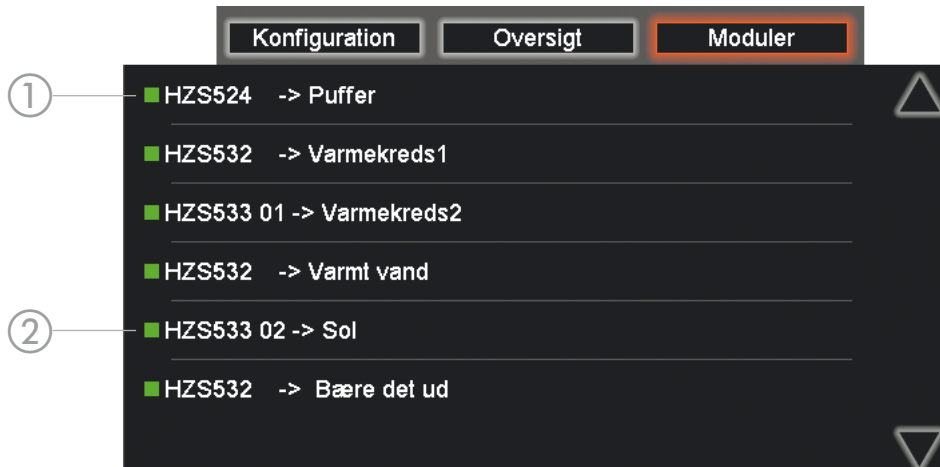 Konfiguration Oversigt Moduler
① HZS524 -> Puffer
HZS532 -> Varmekreds1
HZS533 01 -> Varmekreds2
HZS532 -> Varmt vand
② HZS533 02 -> Sol
HZS532 -> Bære det ud